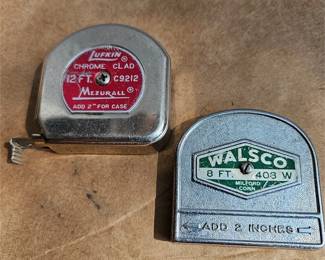 LUFKIN®
CHROME CLAD
12 FT. C9212
MEZURALL®
ADD 2" FOR CASE
WALSCO
8 FT. 408 W
MILFORD
CONN.
ADD 2 INCHES